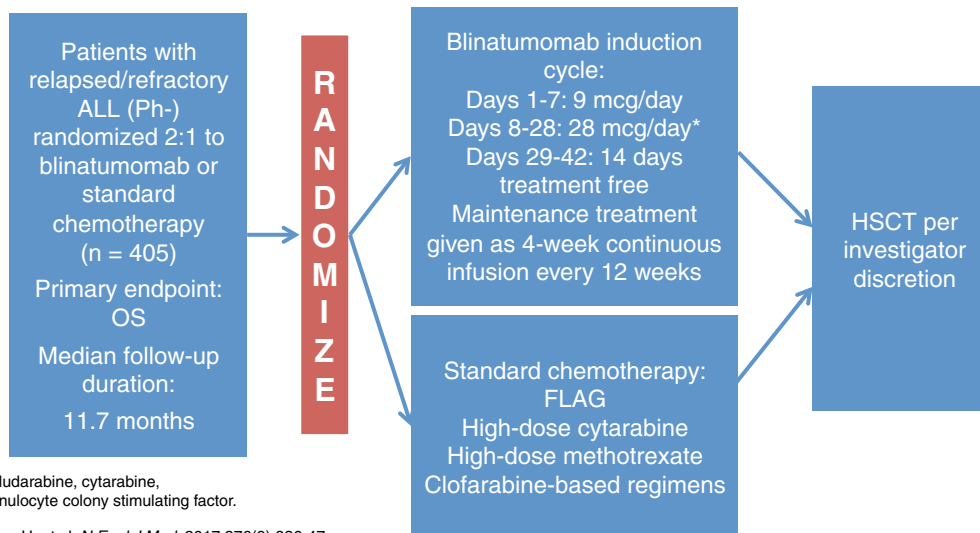 Patients with
relapsed/refractory
ALL (Ph-)
randomized 2:1 to
blinatumomab or
standard
chemotherapy
(n = 405)
Primary endpoint:
OS
Median follow-up
duration:
11.7 months
R
A
N
D
O
M
I
Z
E
Blinatumomab induction
cycle:
Days 1-7: 9 mcg/day
Days 8-28: 28 mcg/day*
Days 29-42: 14 days
treatment free
Maintenance treatment
given as 4-week continuous
infusion every 12 weeks
Standard chemotherapy:
FLAG
High-dose cytarabine
High-dose methotrexate
Clofarabine-based regimens
HSCT per
investigator
discretion
ludarabine, cytarabine,
nulocyte colony stimulating factor.